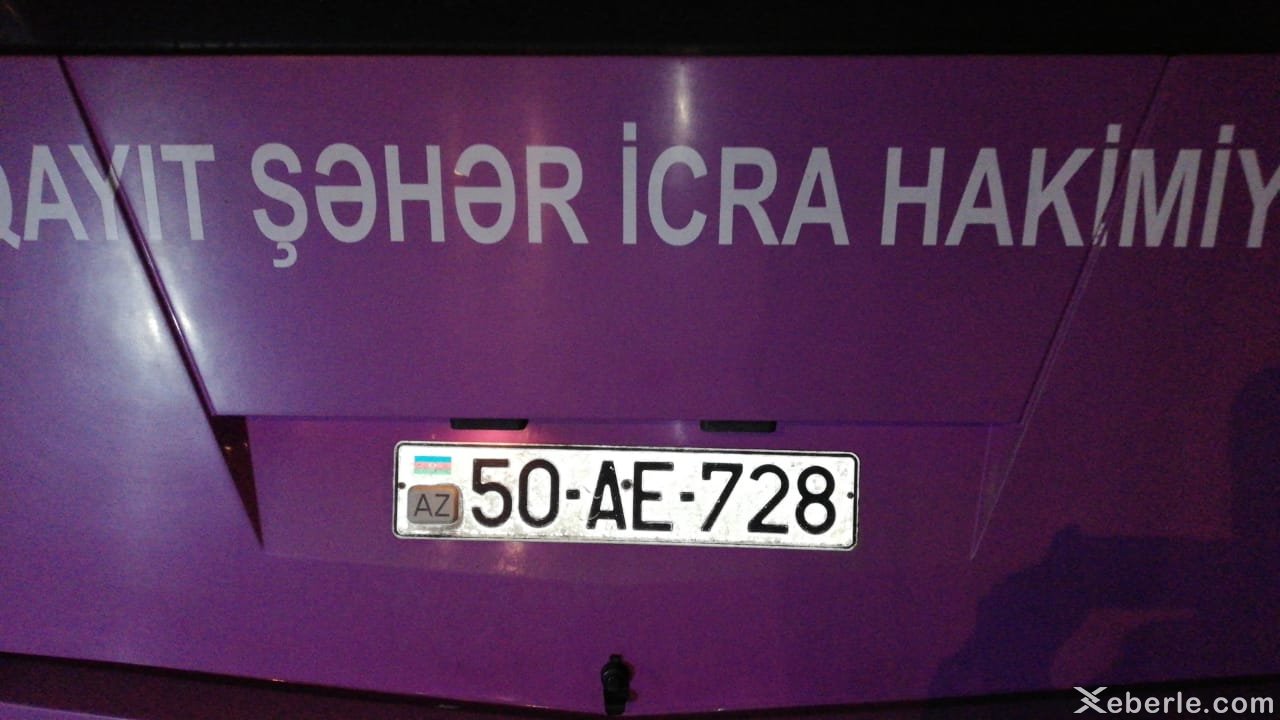 QAYIT ŞƏHƏR İCRA HAKİMİY
AZ 50-AE-728
Xeberle.com